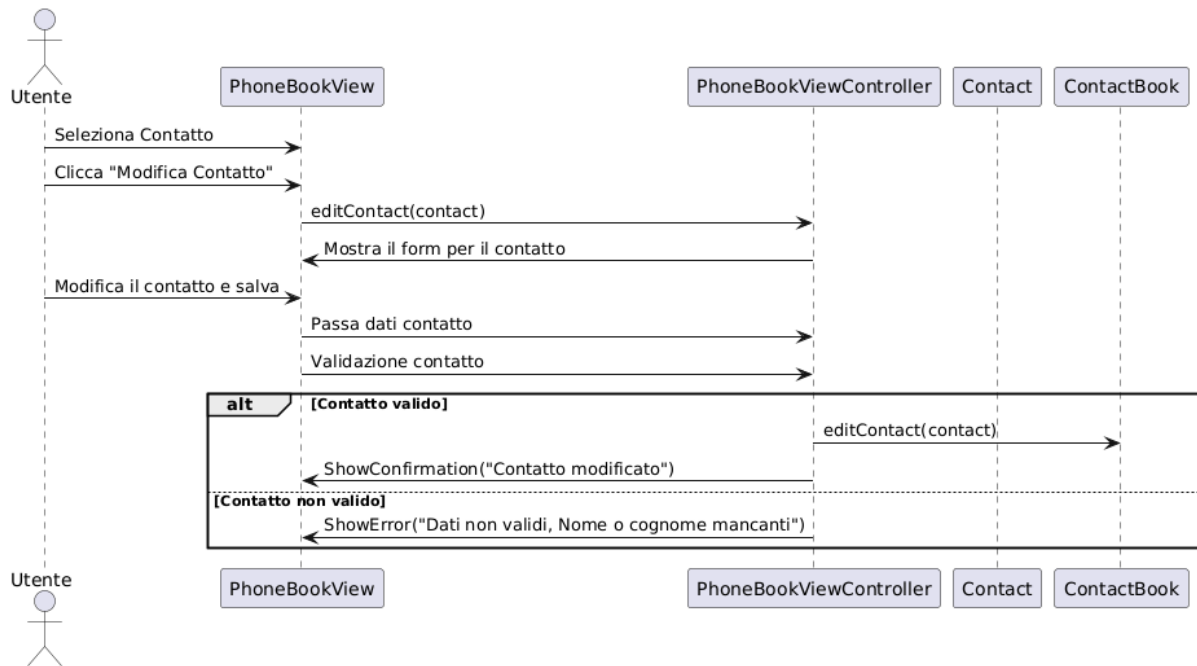 Utente
PhoneBookView
PhoneBookViewController
Contact
ContactBook
Seleziona Contatto
Clicca "Modifica Contatto"
editContact(contact)
Mostra il form per il contatto
Modifica il contatto e salva
Passa dati contatto
Validazione contatto
alt
[Contatto valido]
editContact(contact)
ShowConfirmation("Contatto modificato")
[Contatto non valido]
ShowError("Dati non validi, Nome o cognome mancanti")
Utente
PhoneBookView
PhoneBookViewController
Contact
ContactBook